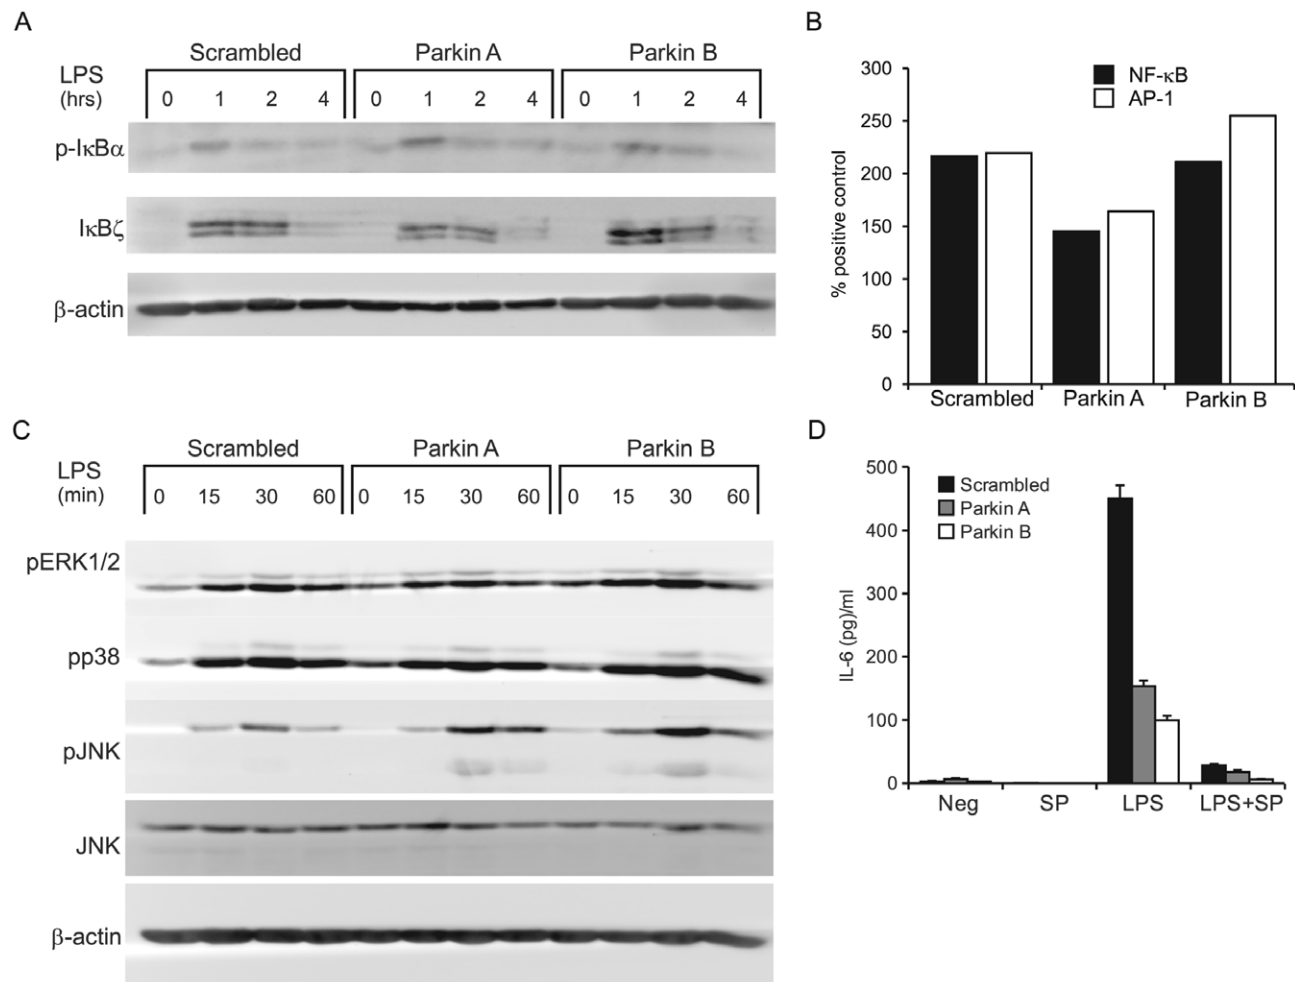 A
Scrambled Parkin A Parkin B
LPS
(hrs)
0 1 2 4 0 1 2 4 0 1 2 4
p-IκBα
IκBζ
β-actin
B
NF-κB
AP-1
% positive control
300
250
200
150
100
50
0
Scrambled Parkin A Parkin B
C
Scrambled Parkin A Parkin B
LPS
(min)
0 15 30 60 0 15 30 60 0 15 30 60
pERK1/2
pp38
pJNK
JNK
β-actin
D
Scrambled
Parkin A
Parkin B
IL-6 (pg)/ml
500
400
300
200
100
0
Neg SP LPS LPS+SP